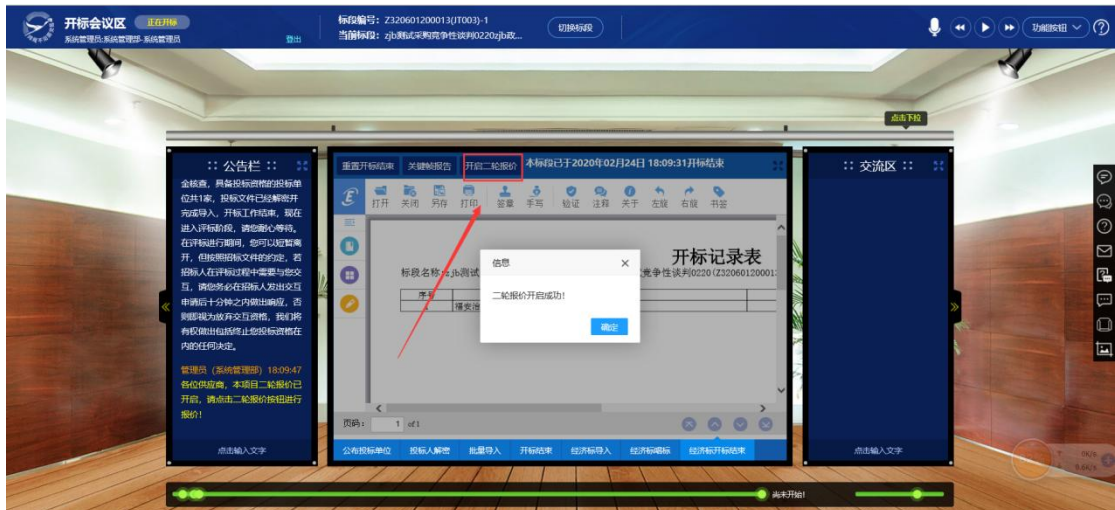 开标会议区 正在开标
系统管理员:系统管理部-系统管理员 登出
标段编号：Z320601200013(JT003)-1
当前标段：zjb测试采购竞争性谈判0220zjb政...
切换标段
功能按钮
点击下拉
:: 公告栏 ::
金核查，具备投标资格的投标单
位共1家，投标文件已经解密并
完成导入，开标工作结束，现在
进入评标阶段，请您耐心等待。
在评标进行期间，您可以短暂离
开，但按照招标文件的约定，若
招标人在评标过程中需要与您交
互，请您务必在招标人发出交互
申请后十分钟之内做出响应，否
则即视为放弃交互资格，我们将
有权做出包括终止您投标资格在
内的任何决定。
管理员（系统管理部）18:09:47
各位供应商，本项目二轮报价已
开启，请点击二轮报价按钮进行
报价！
点击输入文字
重置开标结束 关键帧报告 开启二轮报价 本标段已于2020年02月24日 18:09:31开标结束
打开 关闭 另存 打印 签章 手写 验证 注释 关于 左旋 右旋 书签
开标记录表
标段名称:zjb测试 竞争性谈判0220(Z32060120001
序号
福安治
信息
二轮报价开启成功!
确定
页码: 1 of1
公布投标单位 投标人解密 批量导入 开标结束 经济标导入 经济标唱标 经济标开标结束
:: 交流区 ::
点击输入文字
尚未开始!
0K/s